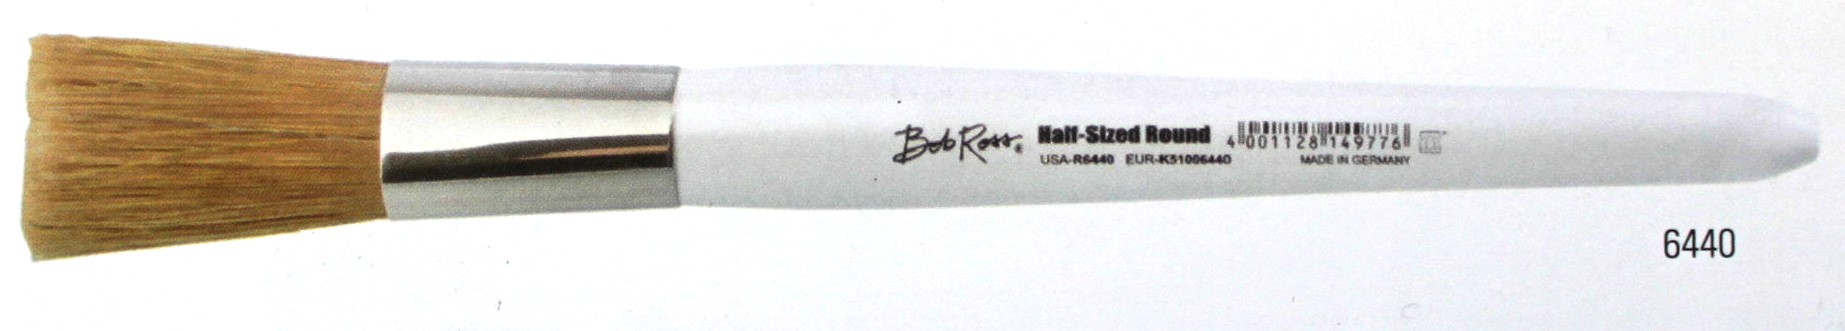 Bob Ross® Half-Sized Round
USA-R6440 EUR-K51006440
4 001128 149776
MADE IN GERMANY
6440